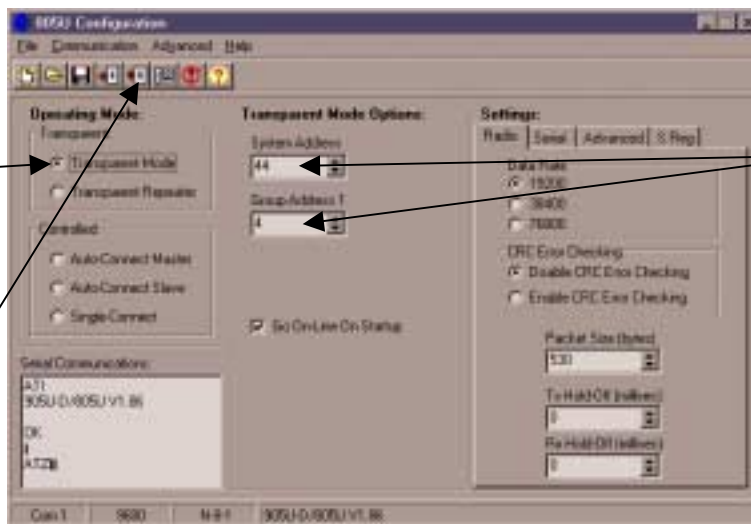 805U Configuration
File Communication Advanced Help
Operating Mode:
Transparent
Transparent Mode
Transparent Repeater
Controlled
Auto-Connect Master
Auto-Connect Slave
Single-Connect
Serial Communications:
ATI
905U-D/805U V1.86
OK
Transparent Mode Options:
System Address
44
Group Address 1
4
Go On-Line On Startup
Settings:
Radio Serial Advanced S Reg
Data Rate
19200
38400
76800
CRC Error Checking
Disable CRC Error Checking
Enable CRC Error Checking
Packet Size (bytes)
530
Tx Hold-Off (millisec)
0
Rx Hold-Off (millisec)
0
Com 1 9600 N-8-1 905U-D/805U V1.86